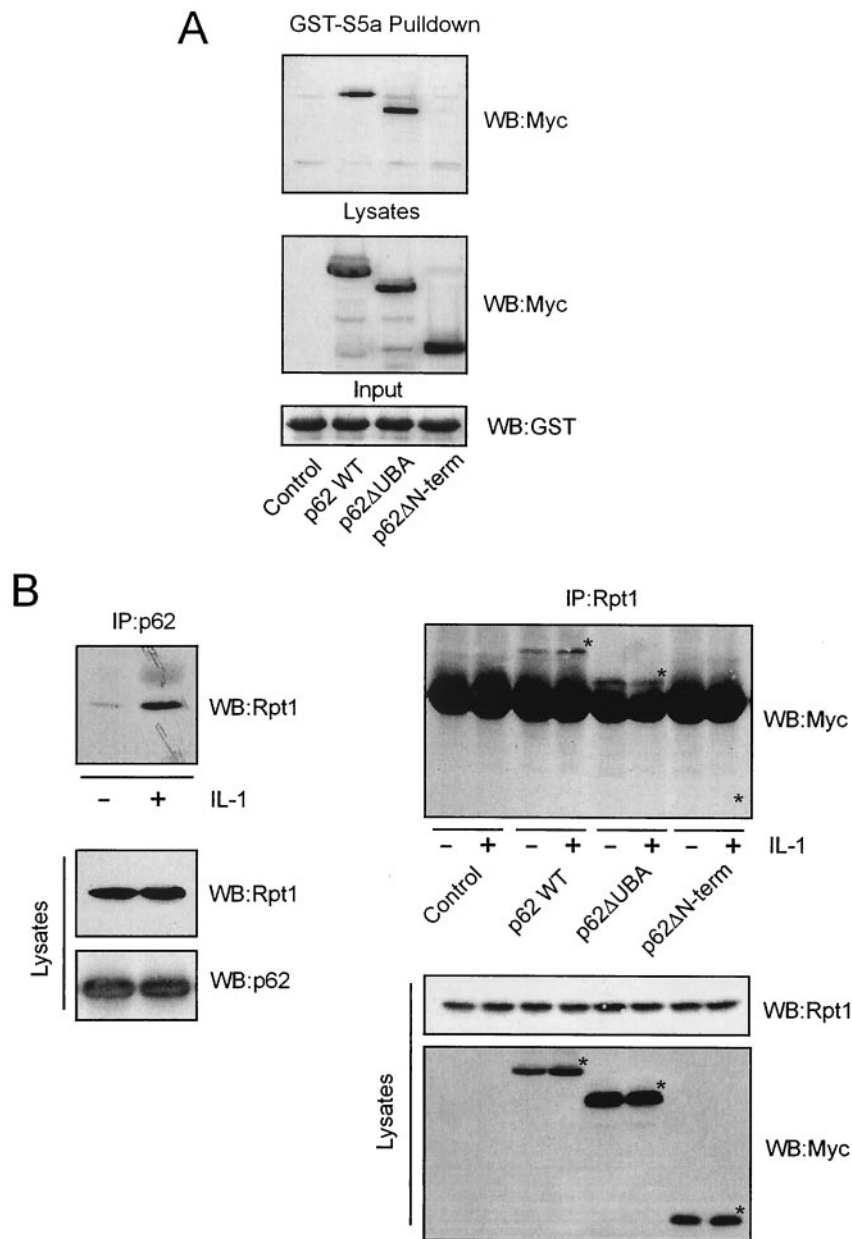 A
GST-S5a Pulldown
WB:Myc
Lysates
WB:Myc
Input
WB:GST
Control
p62 WT
p62ΔUBA
p62ΔN-term
B
IP:p62
WB:Rpt1
- + IL-1
Lysates
WB:Rpt1
WB:p62
IP:Rpt1
*
*
WB:Myc
*
- + - + - + - + IL-1
Control
p62 WT
p62ΔUBA
p62ΔN-term
Lysates
WB:Rpt1
*
*
WB:Myc
*